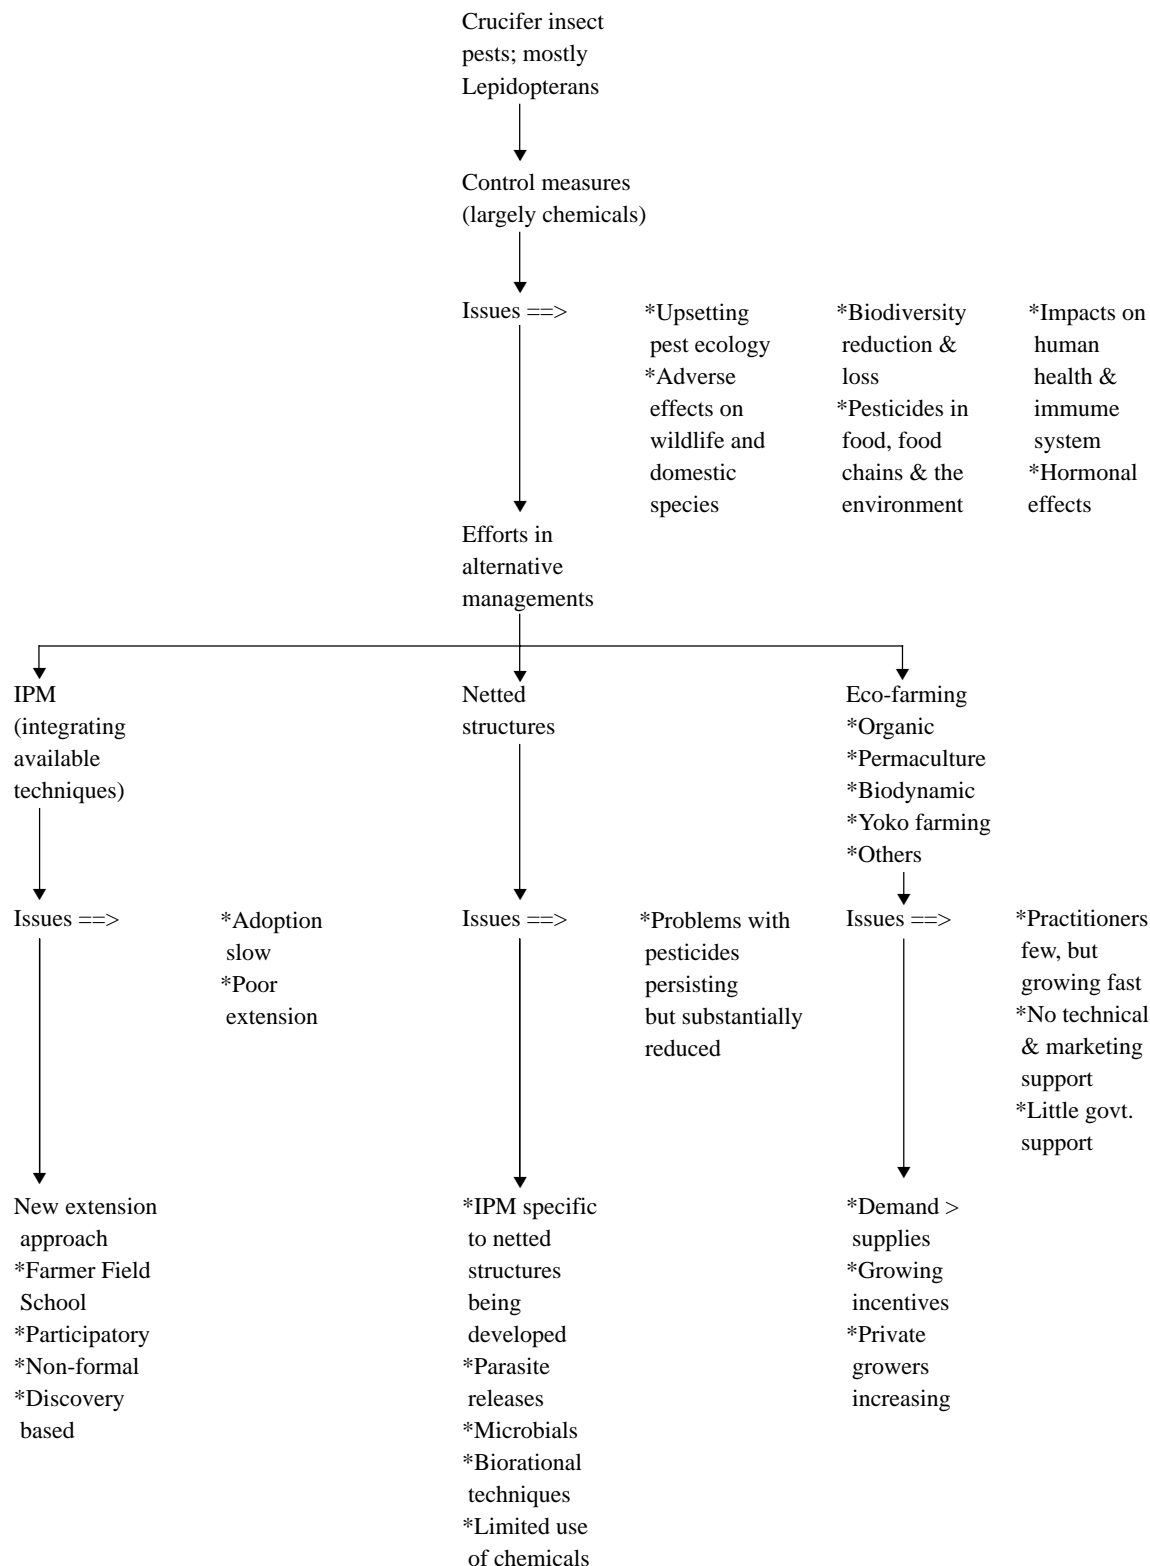 Crucifer insect
pests; mostly
Lepidopterans
Control measures
(largely chemicals)
Issues ==>
*Upsetting
pest ecology
*Adverse
effects on
wildlife and
domestic
species
*Biodiversity
reduction &
loss
*Pesticides in
food, food
chains & the
environment
*Impacts on
human
health &
immume
system
*Hormonal
effects
Efforts in
alternative
managements
IPM
(integrating
available
techniques)
Netted
structures
Eco-farming
*Organic
*Permaculture
*Biodynamic
*Yoko farming
*Others
Issues ==>
*Adoption
slow
*Poor
extension
Issues ==>
*Problems with
pesticides
persisting
but substantially
reduced
Issues ==>
*Practitioners
few, but
growing fast
*No technical
& marketing
support
*Little govt.
support
New extension
approach
*Farmer Field
School
*Participatory
*Non-formal
*Discovery
based
*IPM specific
to netted
structures
being
developed
*Parasite
releases
*Microbials
*Biorational
techniques
*Limited use
of chemicals
*Demand >
supplies
*Growing
incentives
*Private
growers
increasing